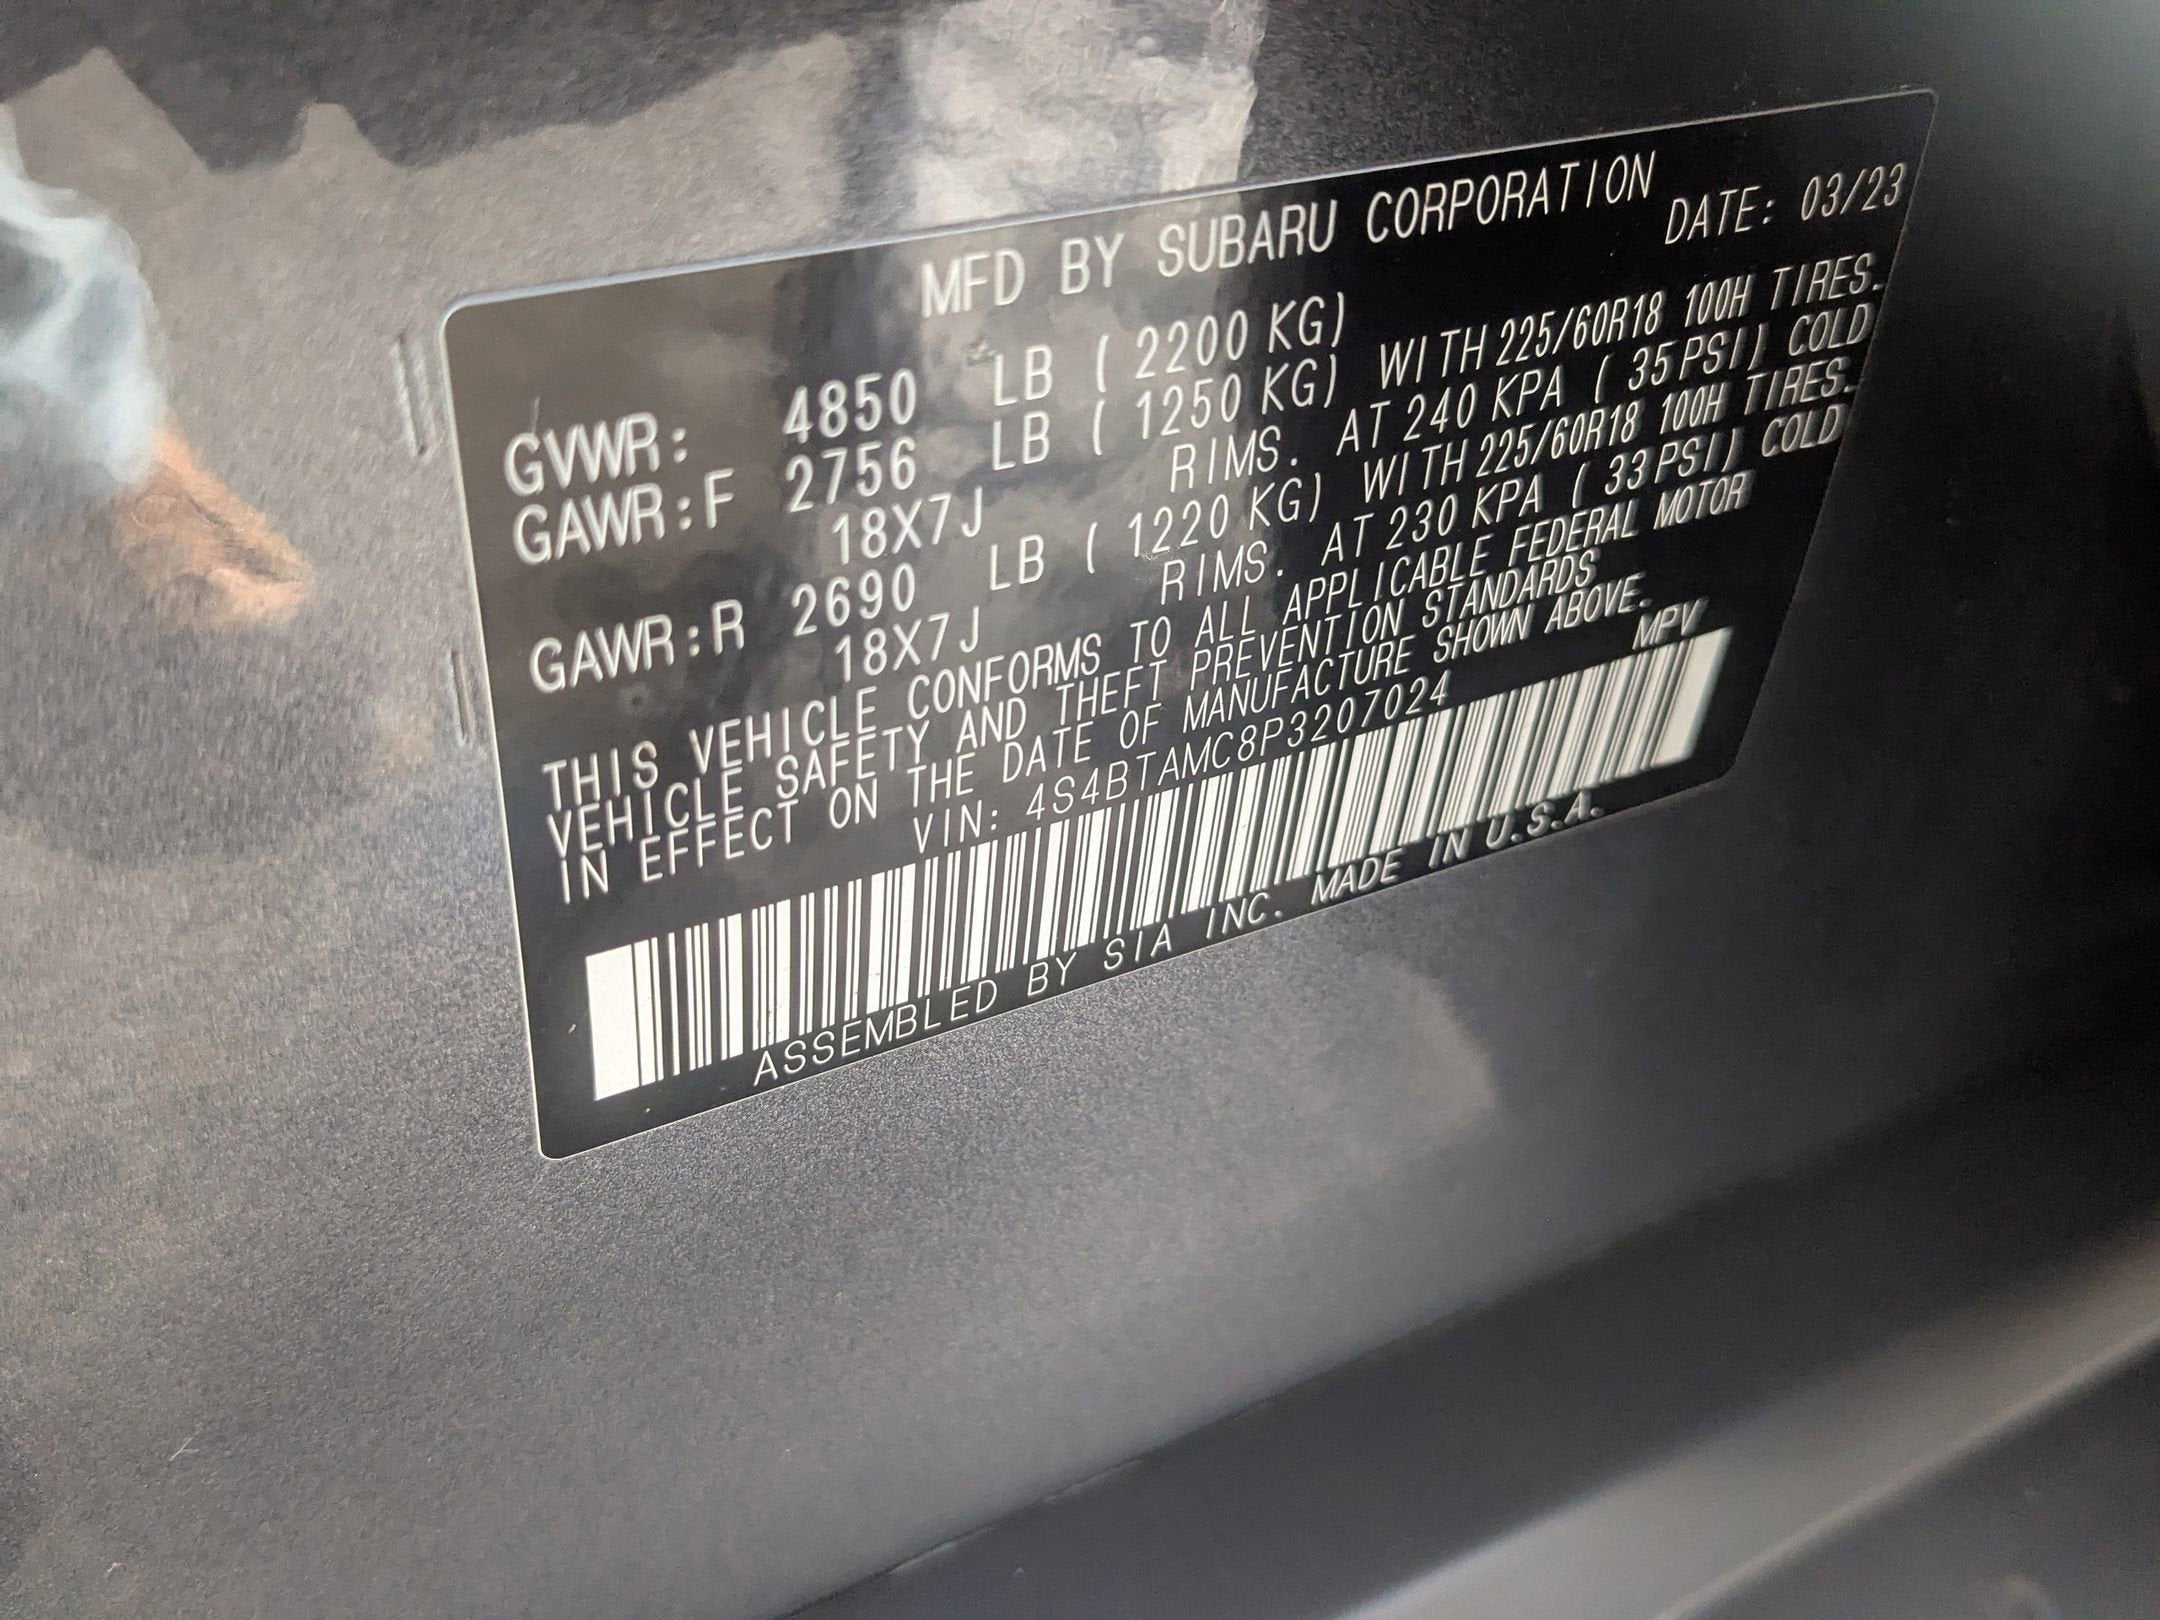 MFD BY SUBARU CORPORATION
DATE: 03/23
GVWR: 4850 LB ( 2200 KG)
GAWR:F 2756 LB ( 1250 KG) WITH 225/60R18 100H TIRES.
18X7J RIMS. AT 240 KPA ( 35PSI) COLD
GAWR:R 2690 LB ( 1220 KG) WITH 225/60R18 100H TIRES.
18X7J RIMS. AT 230 KPA ( 33PSI) COLD
THIS VEHICLE CONFORMS TO ALL APPLICABLE FEDERAL MOTOR
VEHICLE SAFETY AND THEFT PREVENTION STANDARDS
IN EFFECT ON THE DATE OF MANUFACTURE SHOWN ABOVE.
VIN: 4S4BTAMC8P3207024 MPV
ASSEMBLED BY SIA INC. MADE IN U.S.A.